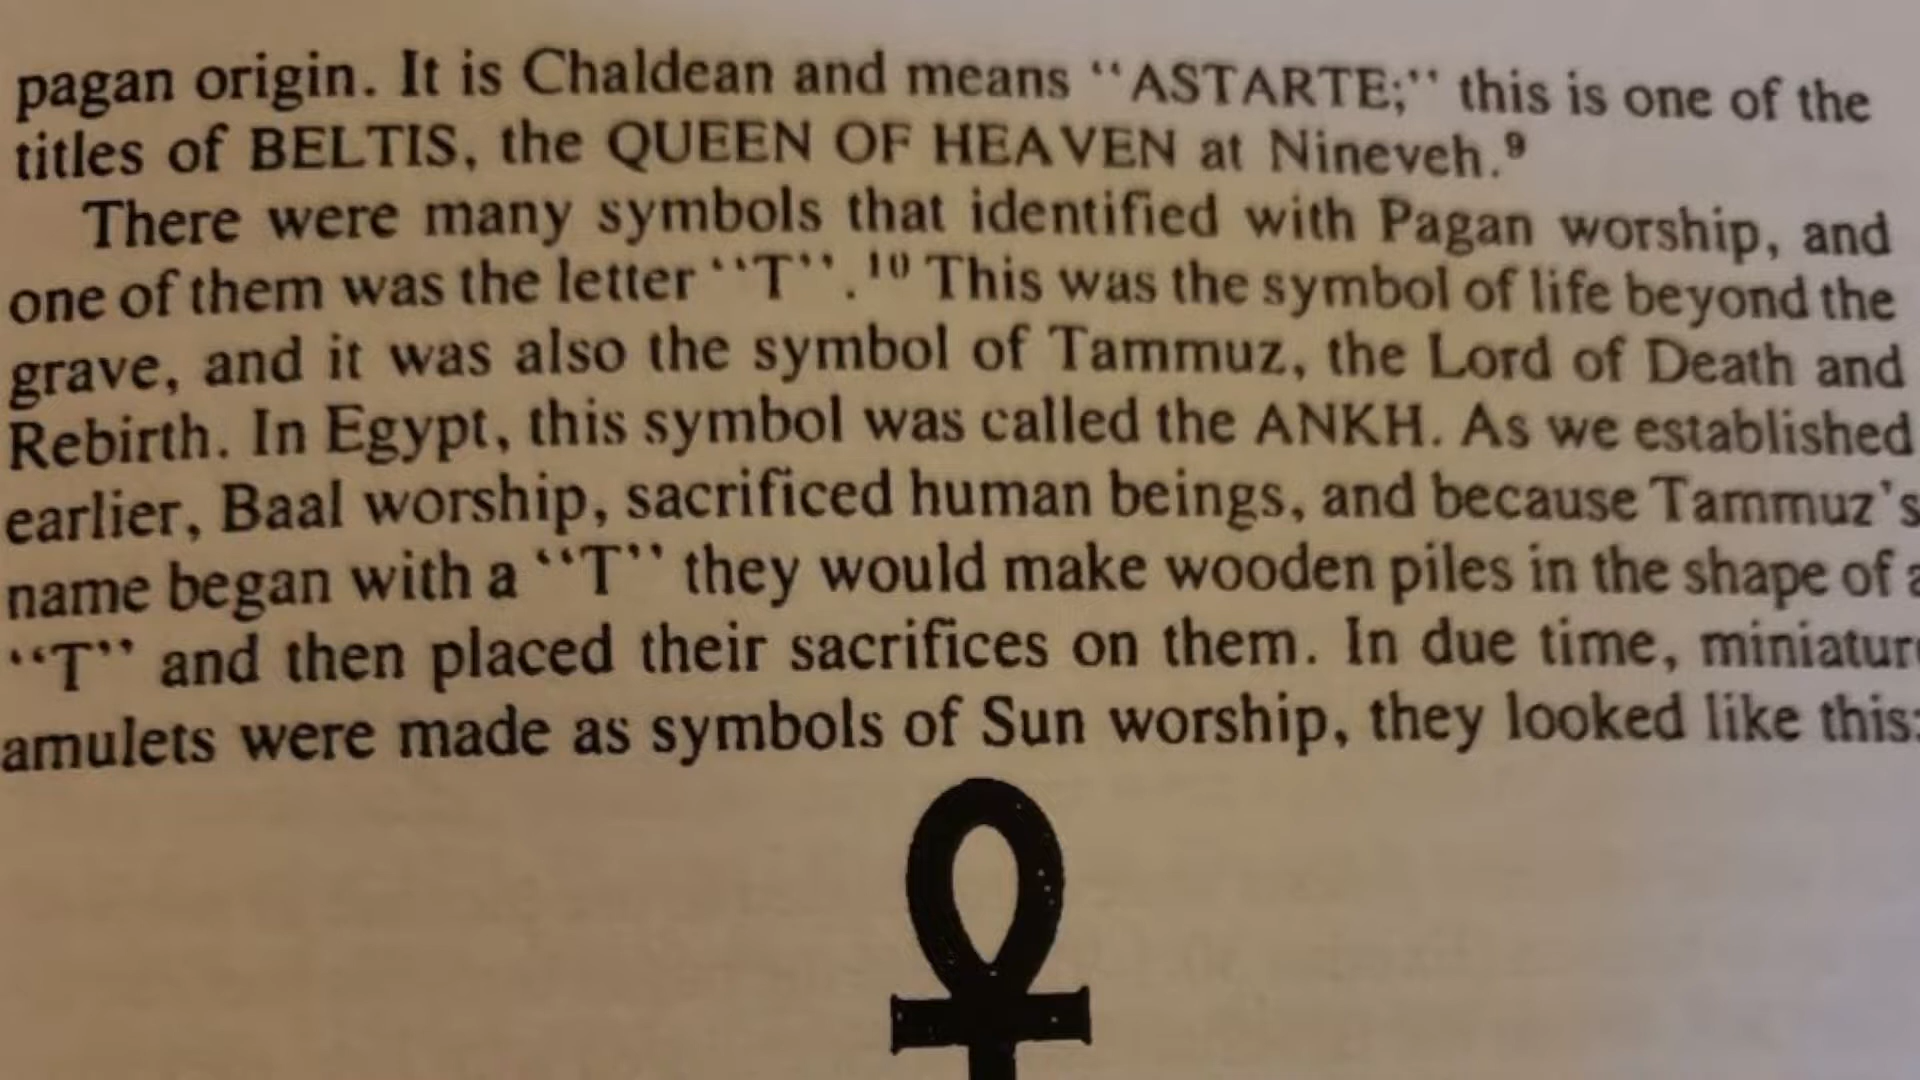 pagan origin. It is Chaldean and means "ASTARTE;" this is one of the
titles of BELTIS, the QUEEN OF HEAVEN at Nineveh.⁹
There were many symbols that identified with Pagan worship, and
one of them was the letter "T".¹⁰ This was the symbol of life beyond the
grave, and it was also the symbol of Tammuz, the Lord of Death and
Rebirth. In Egypt, this symbol was called the ANKH. As we established
earlier, Baal worship, sacrificed human beings, and because Tammuz's
name began with a "T" they would make wooden piles in the shape of a
"T" and then placed their sacrifices on them. In due time, miniature
amulets were made as symbols of Sun worship, they looked like this: